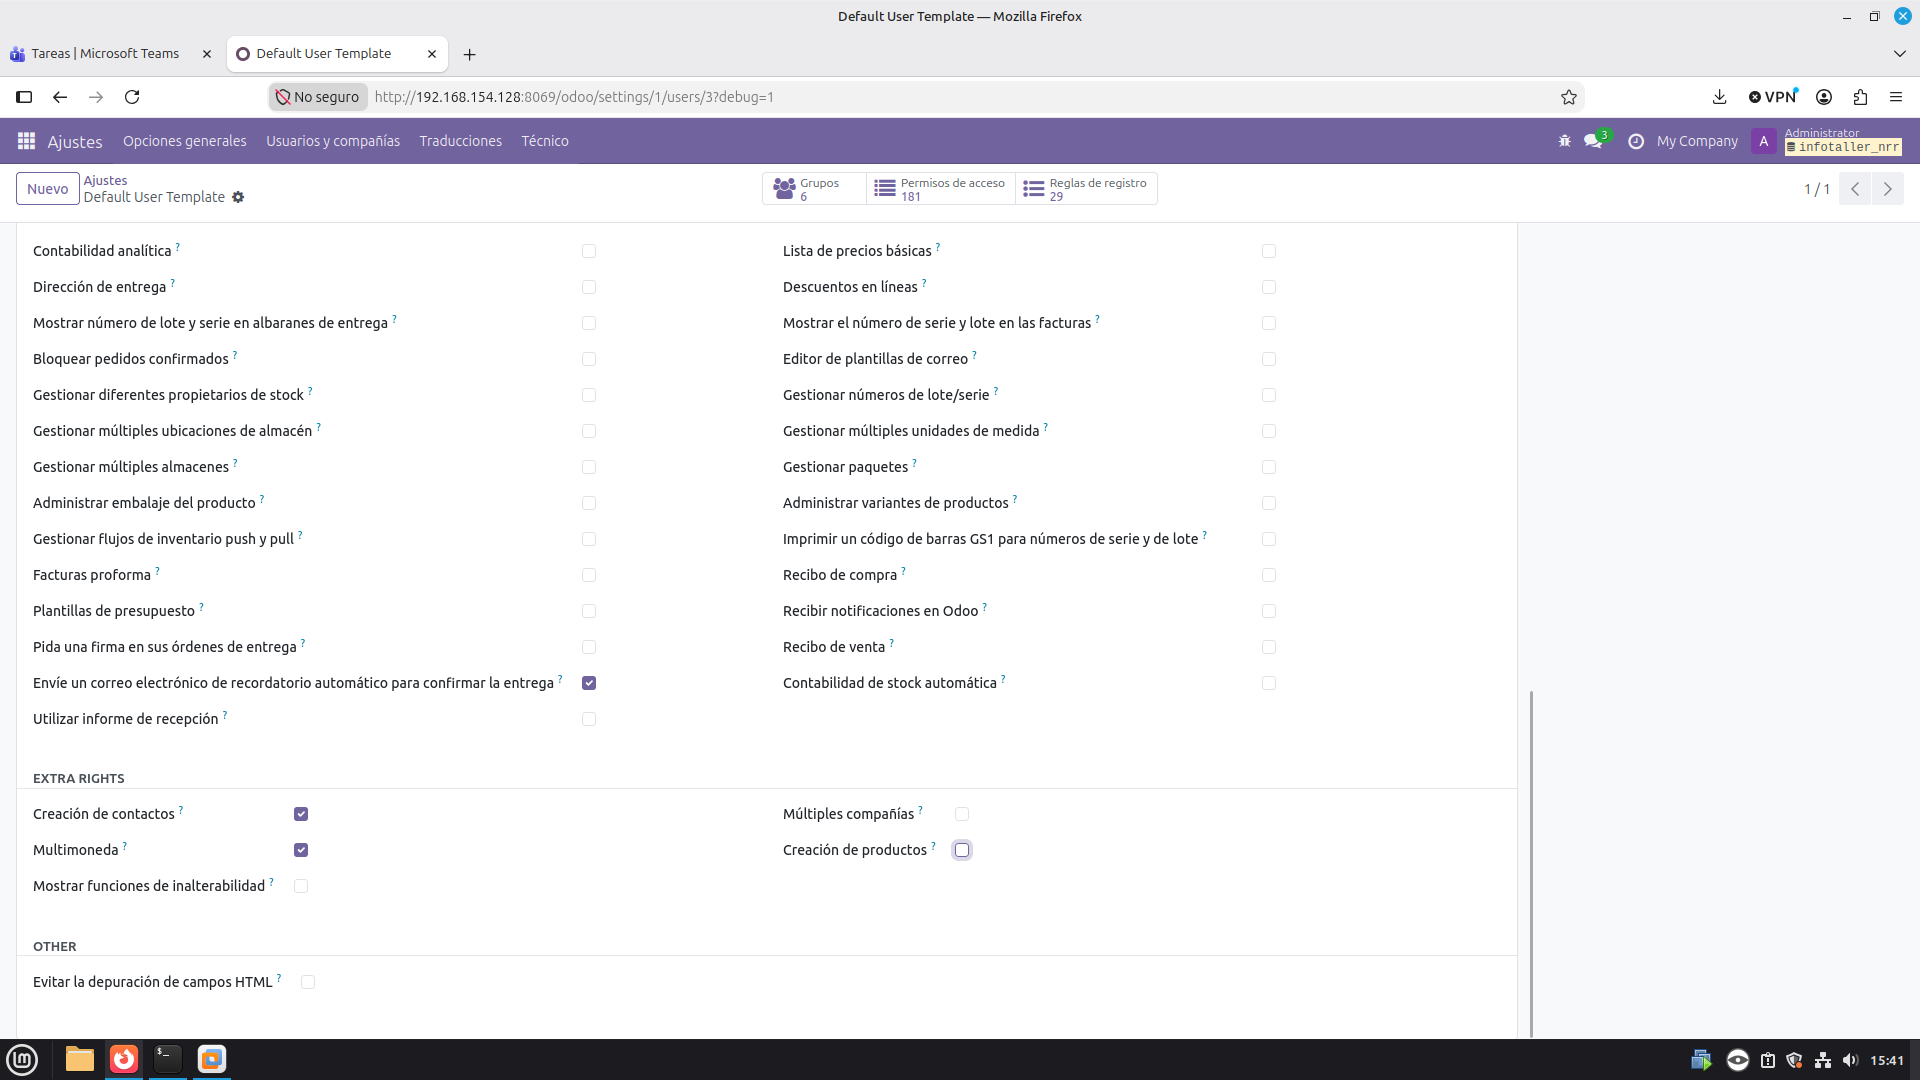 Default User Template — Mozilla Firefox
Tareas | Microsoft Teams
Default User Template
No seguro
http://192.168.154.128:8069/odoo/settings/1/users/3?debug=1
VPN
Ajustes
Opciones generales
Usuarios y compañías
Traducciones
Técnico
3
My Company
A
Administrator
infotaller_nrr
Nuevo
Ajustes
Default User Template
Grupos
6
Permisos de acceso
181
Reglas de registro
29
1 / 1
Contabilidad analítica ?
Lista de precios básicas ?
Dirección de entrega ?
Descuentos en líneas ?
Mostrar número de lote y serie en albaranes de entrega ?
Mostrar el número de serie y lote en las facturas ?
Bloquear pedidos confirmados ?
Editor de plantillas de correo ?
Gestionar diferentes propietarios de stock ?
Gestionar números de lote/serie ?
Gestionar múltiples ubicaciones de almacén ?
Gestionar múltiples unidades de medida ?
Gestionar múltiples almacenes ?
Gestionar paquetes ?
Administrar embalaje del producto ?
Administrar variantes de productos ?
Gestionar flujos de inventario push y pull ?
Imprimir un código de barras GS1 para números de serie y de lote ?
Facturas proforma ?
Recibo de compra ?
Plantillas de presupuesto ?
Recibir notificaciones en Odoo ?
Pida una firma en sus órdenes de entrega ?
Recibo de venta ?
Envíe un correo electrónico de recordatorio automático para confirmar la entrega ?
Contabilidad de stock automática ?
Utilizar informe de recepción ?
EXTRA RIGHTS
Creación de contactos ?
Múltiples compañías ?
Multimoneda ?
Creación de productos ?
Mostrar funciones de inalterabilidad ?
OTHER
Evitar la depuración de campos HTML ?
15:41